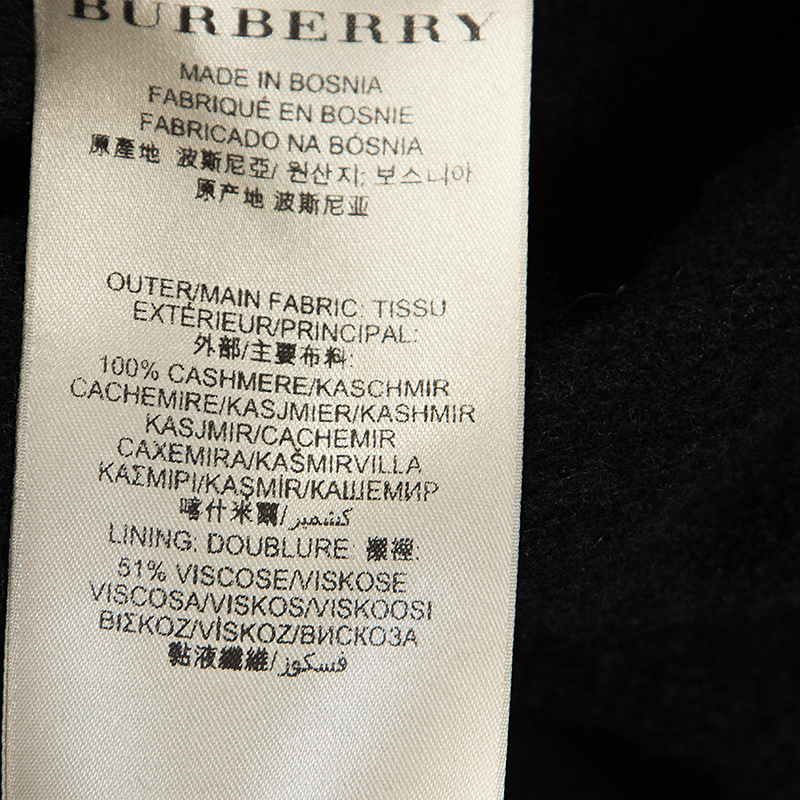 BURBERRY
MADE IN BOSNIA
FABRIQUÉ EN BOSNIE
FABRICADO NA BÓSNIA
原產地 波斯尼亞/ 원산지: 보스니아
原产地 波斯尼亚
OUTER/MAIN FABRIC: TISSU
EXTÉRIEUR/PRINCIPAL:
外部/主要布料:
100% CASHMERE/KASCHMIR
CACHEMIRE/KASJMIER/KASHMIR
KASJMIR/CACHEMIR
CAXEMIRA/KAŠMIRVILLA
ΚΑΣΜΙΡΙ/KAŞMİR/КАШЕМИР
喀什米爾/كشمير
LINING: DOUBLURE: 襯裡:
51% VISCOSE/VISKOSE
VISCOSA/VISKOS/VISKOOSI
ΒΙΣΚΟΖ/VİSKOZ/ВИСКОЗА
黏液纖維/فسكوز